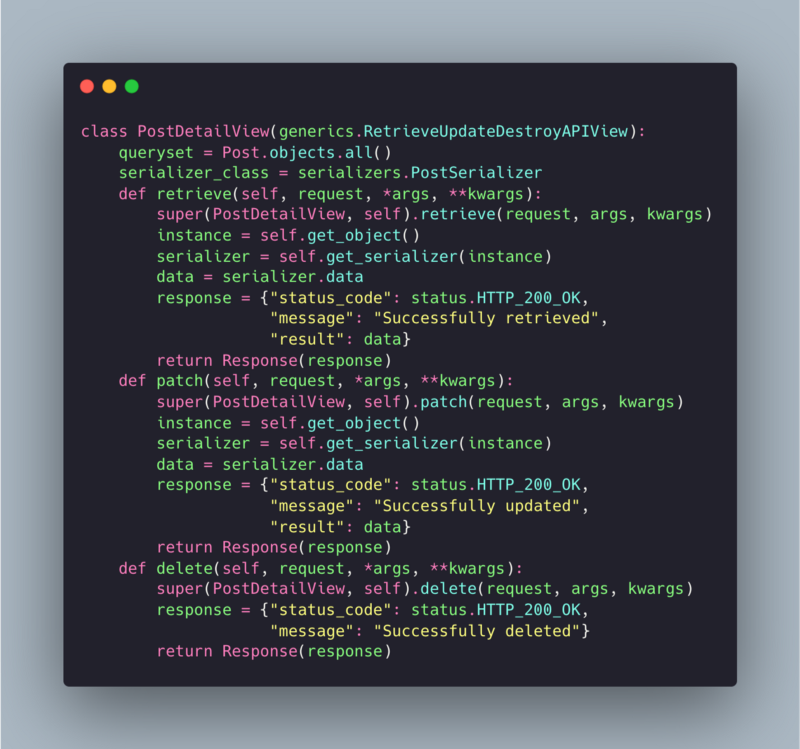 class PostDetailView(generics.RetrieveUpdateDestroyAPIView):
    queryset = Post.objects.all()
    serializer_class = serializers.PostSerializer
    def retrieve(self, request, *args, **kwargs):
        super(PostDetailView, self).retrieve(request, args, kwargs)
        instance = self.get_object()
        serializer = self.get_serializer(instance)
        data = serializer.data
        response = {"status_code": status.HTTP_200_OK,
                    "message": "Successfully retrieved",
                    "result": data}
        return Response(response)
    def patch(self, request, *args, **kwargs):
        super(PostDetailView, self).patch(request, args, kwargs)
        instance = self.get_object()
        serializer = self.get_serializer(instance)
        data = serializer.data
        response = {"status_code": status.HTTP_200_OK,
                    "message": "Successfully updated",
                    "result": data}
        return Response(response)
    def delete(self, request, *args, **kwargs):
        super(PostDetailView, self).delete(request, args, kwargs)
        response = {"status_code": status.HTTP_200_OK,
                    "message": "Successfully deleted"}
        return Response(response)